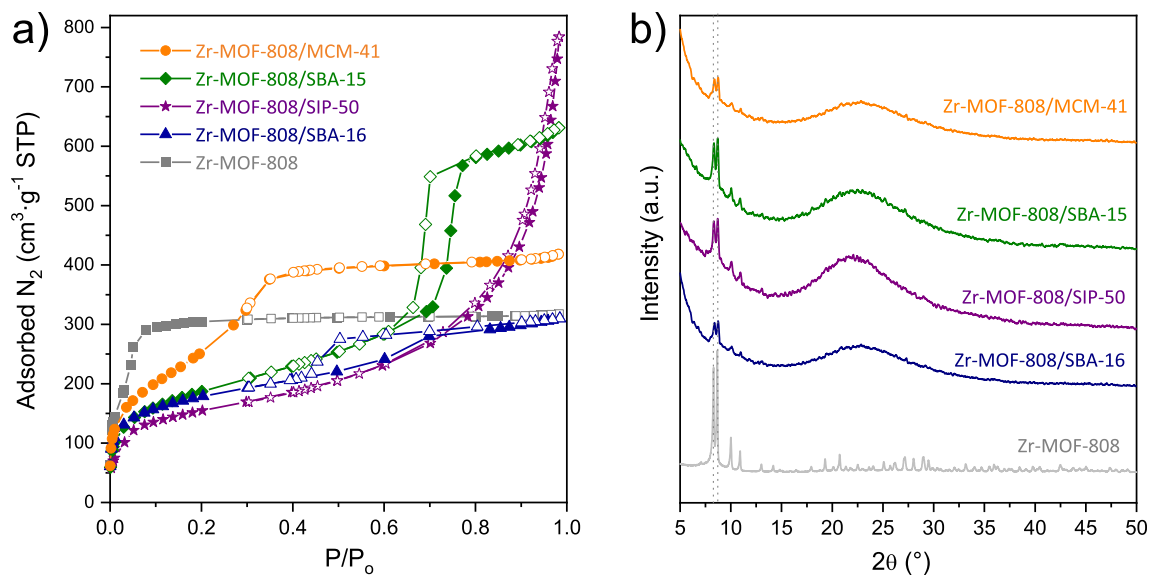 a)
Zr-MOF-808/MCM-41
Zr-MOF-808/SBA-15
Zr-MOF-808/SIP-50
Zr-MOF-808/SBA-16
Zr-MOF-808
Adsorbed N₂ (cm³·g⁻¹ STP)
800
700
600
500
400
300
200
100
0
0.0 0.2 0.4 0.6 0.8 1.0
P/Pₒ
b)
Zr-MOF-808/MCM-41
Zr-MOF-808/SBA-15
Zr-MOF-808/SIP-50
Zr-MOF-808/SBA-16
Zr-MOF-808
Intensity (a.u.)
5 10 15 20 25 30 35 40 45 50
2θ (°)